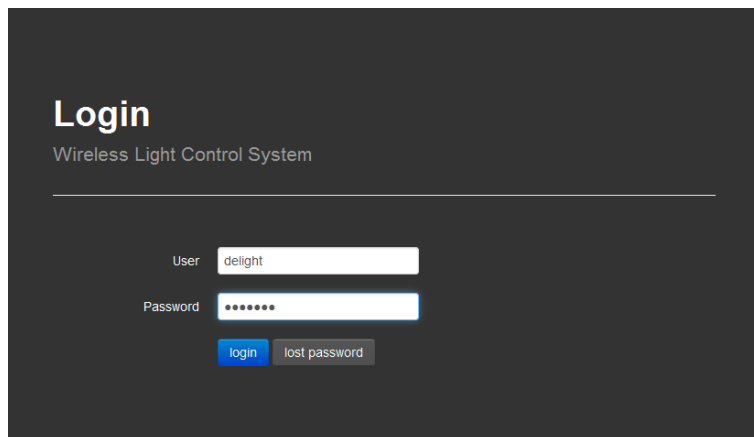 Login
Wireless Light Control System
User delight
Password •••••••
login lost password